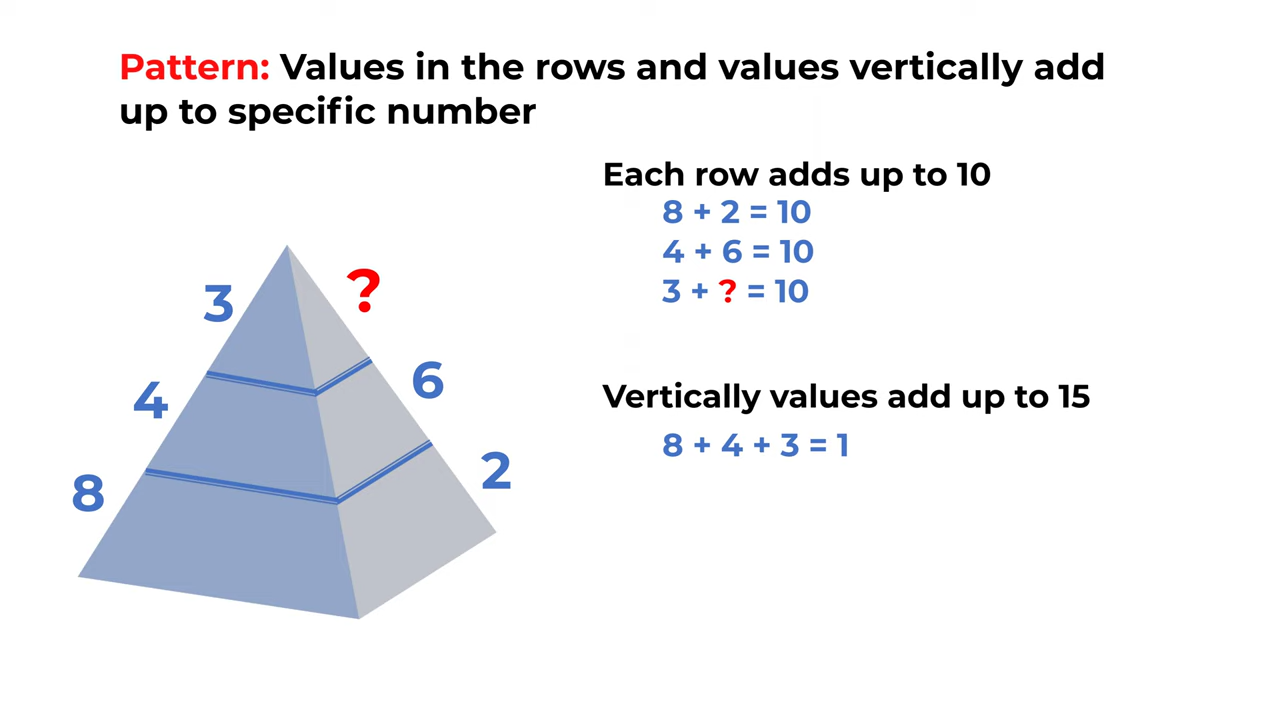 Pattern: Values in the rows and values vertically add
up to specific number
Each row adds up to 10
8 + 2 = 10
4 + 6 = 10
3 + ? = 10
3
?
4
6
8
2
Vertically values add up to 15
8 + 4 + 3 = 1